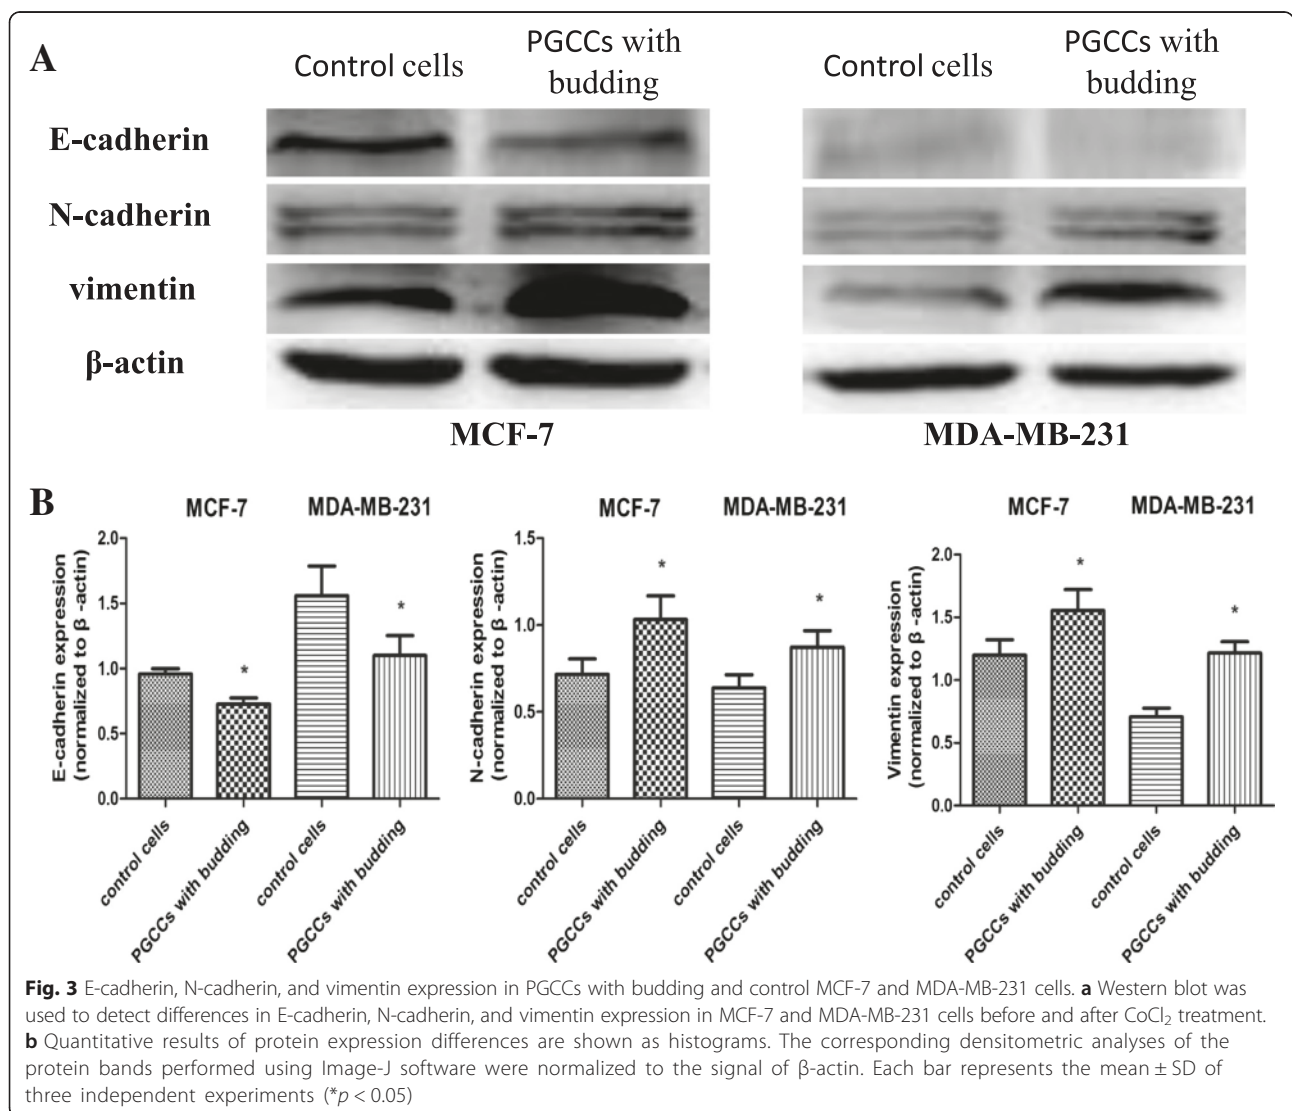 A
Control cells
PGCCs with
budding
Control cells
PGCCs with
budding
E-cadherin
N-cadherin
vimentin
β-actin
MCF-7
MDA-MB-231
B
MCF-7
MDA-MB-231
E-cadherin expression
(normalized to β -actin)
2.0
1.5
1.0
0.5
0.0
*
*
control cells
PGCCs with budding
control cells
PGCCs with budding
MCF-7
MDA-MB-231
N-cadherin expression
(normalized to β -actin)
1.5
1.0
0.5
0.0
*
*
control cells
PGCCs with budding
control cells
PGCCs with budding
MCF-7
MDA-MB-231
Vimentin expression
(normalized to β -actin)
2.0
1.5
1.0
0.5
0.0
*
*
control cells
PGCCs with budding
control cells
PGCCs with budding
Fig. 3 E-cadherin, N-cadherin, and vimentin expression in PGCCs with budding and control MCF-7 and MDA-MB-231 cells. a Western blot was
used to detect differences in E-cadherin, N-cadherin, and vimentin expression in MCF-7 and MDA-MB-231 cells before and after CoCl₂ treatment.
b Quantitative results of protein expression differences are shown as histograms. The corresponding densitometric analyses of the
protein bands performed using Image-J software were normalized to the signal of β-actin. Each bar represents the mean ± SD of
three independent experiments (*p < 0.05)